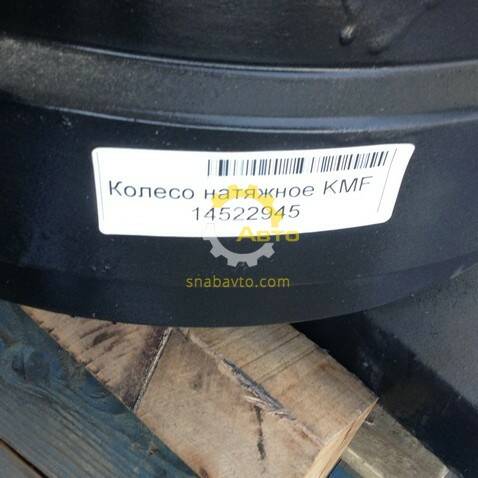 Колесо натяжное KMF
14522945
Авто
snabavto.com